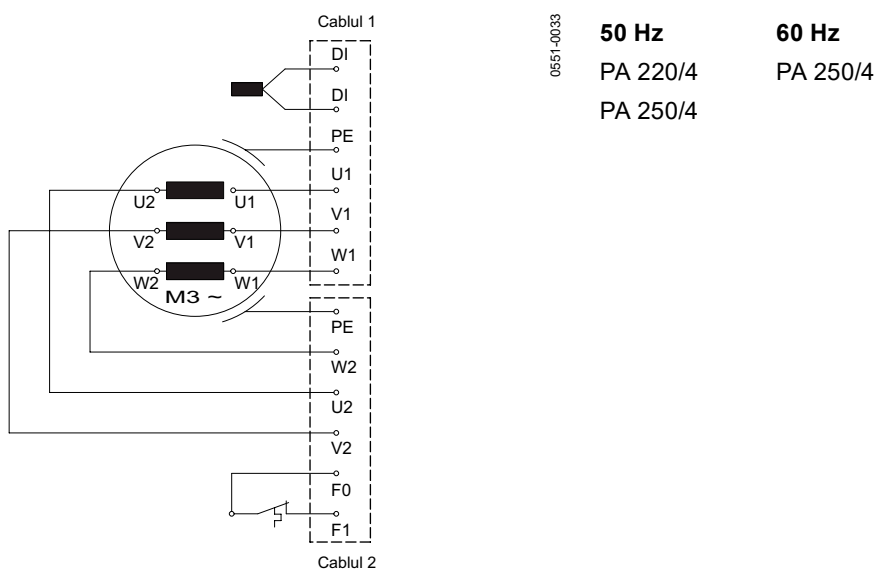 Cablul 1
DI
DI
PE
U1
V1
W1
U2 U1
V2 V1
W2 W1
M3 ~
PE
W2
U2
V2
F0
F1
Cablul 2
0551-0033
50 Hz 60 Hz
PA 220/4 PA 250/4
PA 250/4